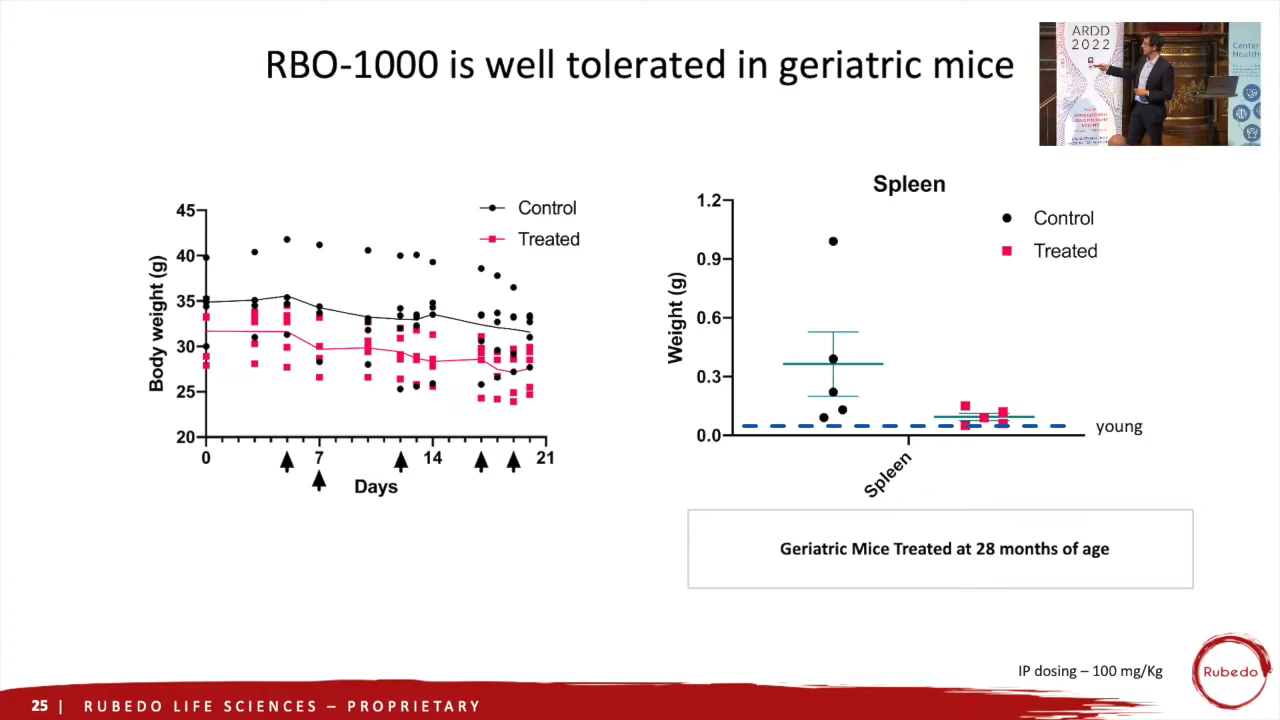 RBO-1000 is well tolerated in geriatric mice
ARDD
2022
Center
Health
Control
Treated
45
40
35
30
25
20
Body weight (g)
0
7
14
21
Days
Spleen
Control
Treated
1.2
0.9
0.6
0.3
0.0
Weight (g)
young
Spleen
Geriatric Mice Treated at 28 months of age
IP dosing – 100 mg/Kg
Rubedo
25 | RUBEDO LIFE SCIENCES – PROPRIETARY